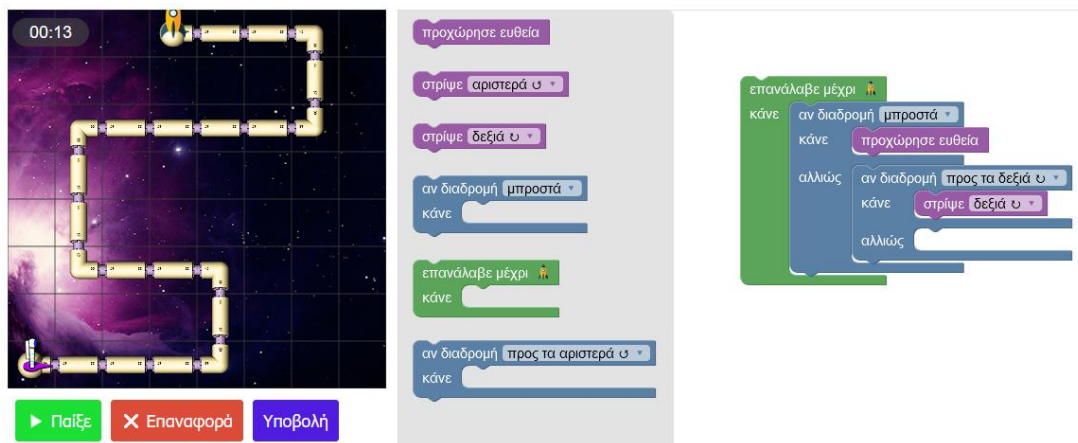 00:13
Παίξε
Επαναφορά
Υποβολή
προχώρησε ευθεία
στρίψε αριστερά ↺
στρίψε δεξιά ↻
αν διαδρομή μπροστά
κάνε
επανάλαβε μέχρι
κάνε
αν διαδρομή προς τα αριστερά ↺
κάνε
επανάλαβε μέχρι
κάνε αν διαδρομή μπροστά
κάνε προχώρησε ευθεία
αλλιώς αν διαδρομή προς τα δεξιά ↻
κάνε στρίψε δεξιά ↻
αλλιώς